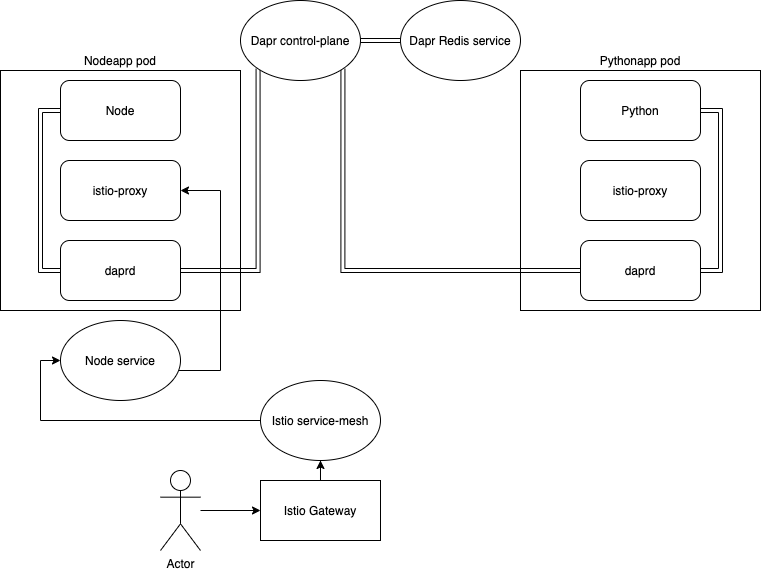 Dapr control-plane
Dapr Redis service
Nodeapp pod
Pythonapp pod
Node
Python
istio-proxy
istio-proxy
daprd
daprd
Node service
Istio service-mesh
Istio Gateway
Actor